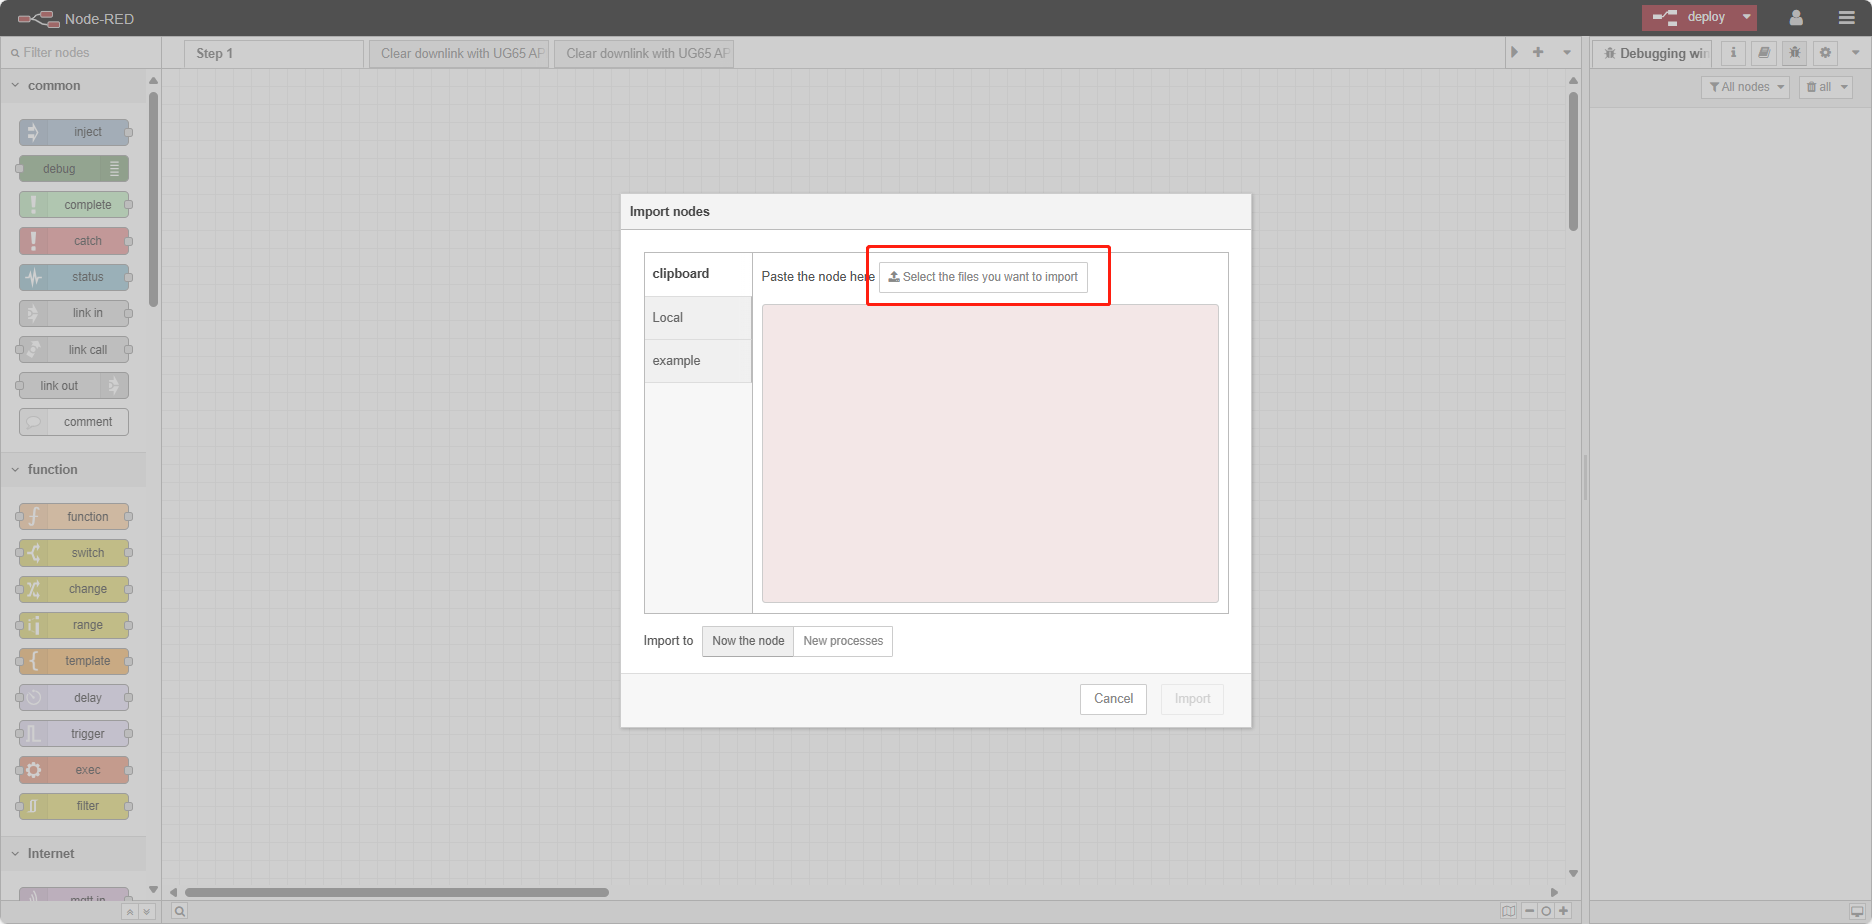 Node-RED
deploy
Filter nodes
Step 1
Clear downlink with UG65 AP
Clear downlink with UG65 AP
Debugging win
i
All nodes
all
common
inject
debug
complete
catch
status
link in
link call
link out
comment
function
function
switch
change
range
template
delay
trigger
exec
filter
Internet
mqtt in
Import nodes
clipboard
Local
example
Paste the node here
Select the files you want to import
Import to
Now the node
New processes
Cancel
Import